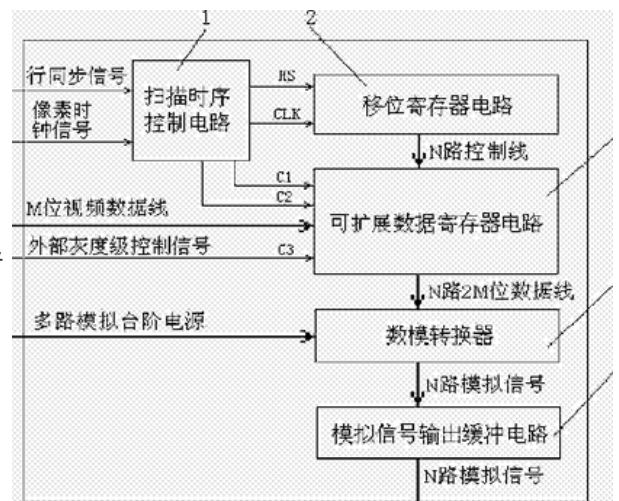 1
2
行同步信号
扫描时序
控制电路
HS
移位寄存器电路
像素时
钟信号
CLK
N路控制线
C1
C2
M位视频数据线
可扩展数据寄存器电路
外部灰度级控制信号
C3
N路2M位数据线
多路模拟台阶电源
数模转换器
N路模拟信号
模拟信号输出缓冲电路
N路模拟信号